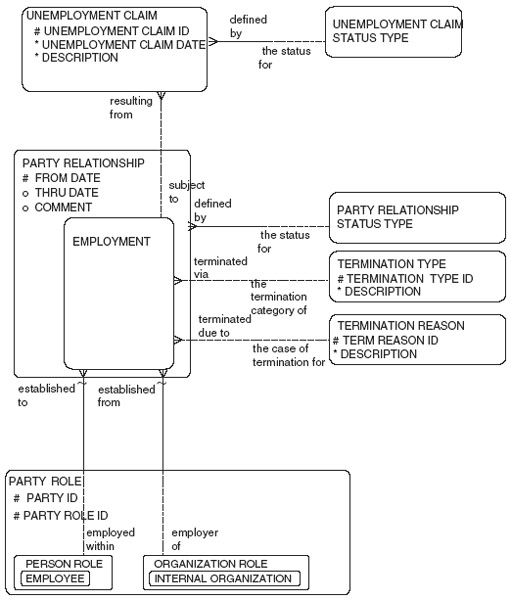 UNEMPLOYMENT CLAIM
# UNEMPLOYMENT CLAIM ID
* UNEMPLOYMENT CLAIM DATE
* DESCRIPTION
defined
by
the status
for
UNEMPLOYMENT CLAIM
STATUS TYPE
resulting
from
PARTY RELATIONSHIP
# FROM DATE
o THRU DATE
o COMMENT
subject
to
defined
by
the status
for
PARTY RELATIONSHIP
STATUS TYPE
EMPLOYMENT
terminated
via
the
termination
category of
TERMINATION TYPE
# TERMINATION TYPE ID
* DESCRIPTION
terminated
due to
the case of
termination for
TERMINATION REASON
# TERM REASON ID
* DESCRIPTION
established
to
established
from
PARTY ROLE
# PARTY ID
# PARTY ROLE ID
employed
within
employer
of
PERSON ROLE
EMPLOYEE
ORGANIZATION ROLE
INTERNAL ORGANIZATION